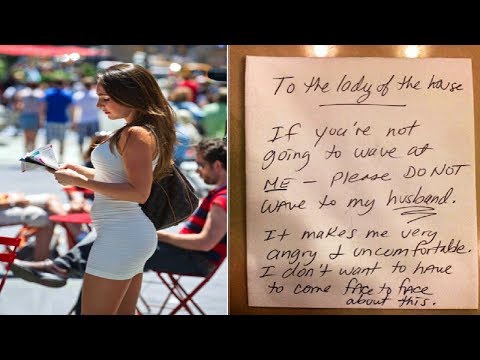 To the lady of the house
If you're not
going to wave at
ME – Please DO NOT
wave to my husband.
It makes me very
angry & uncomfortable.
I don't want to have
to come face to face
about this.